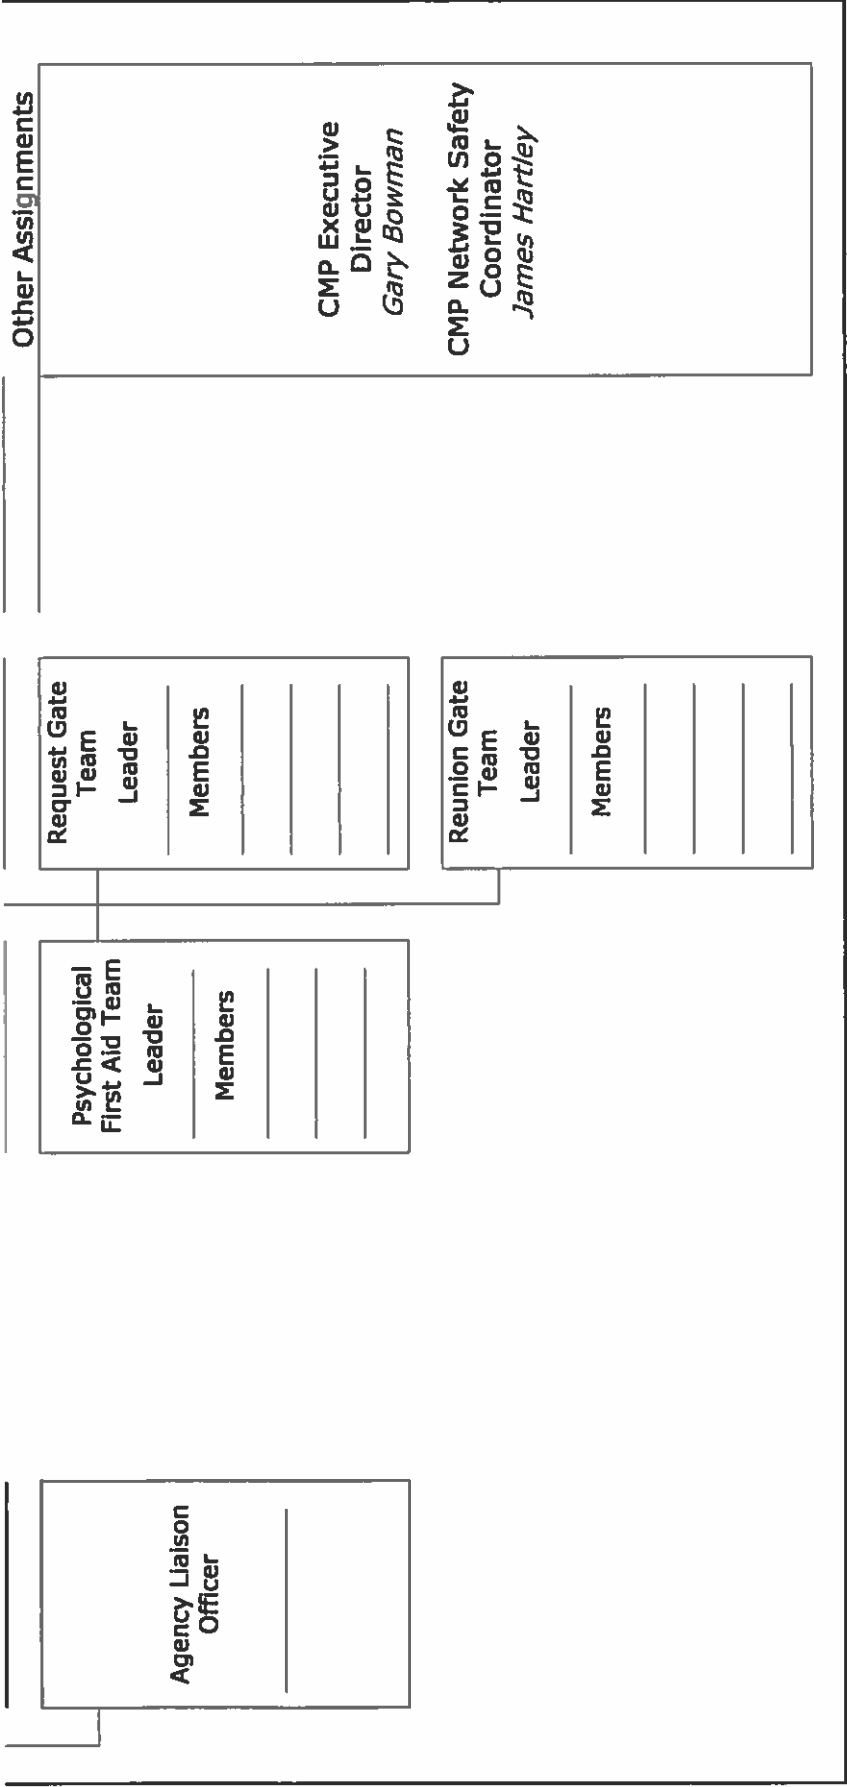 Agency Liaison
Officer
Psychological
First Aid Team
Leader
Members
Request Gate
Team
Leader
Members
Reunion Gate
Team
Leader
Members
Other Assignments
CMP Executive
Director
Gary Bowman
CMP Network Safety
Coordinator
James Hartley